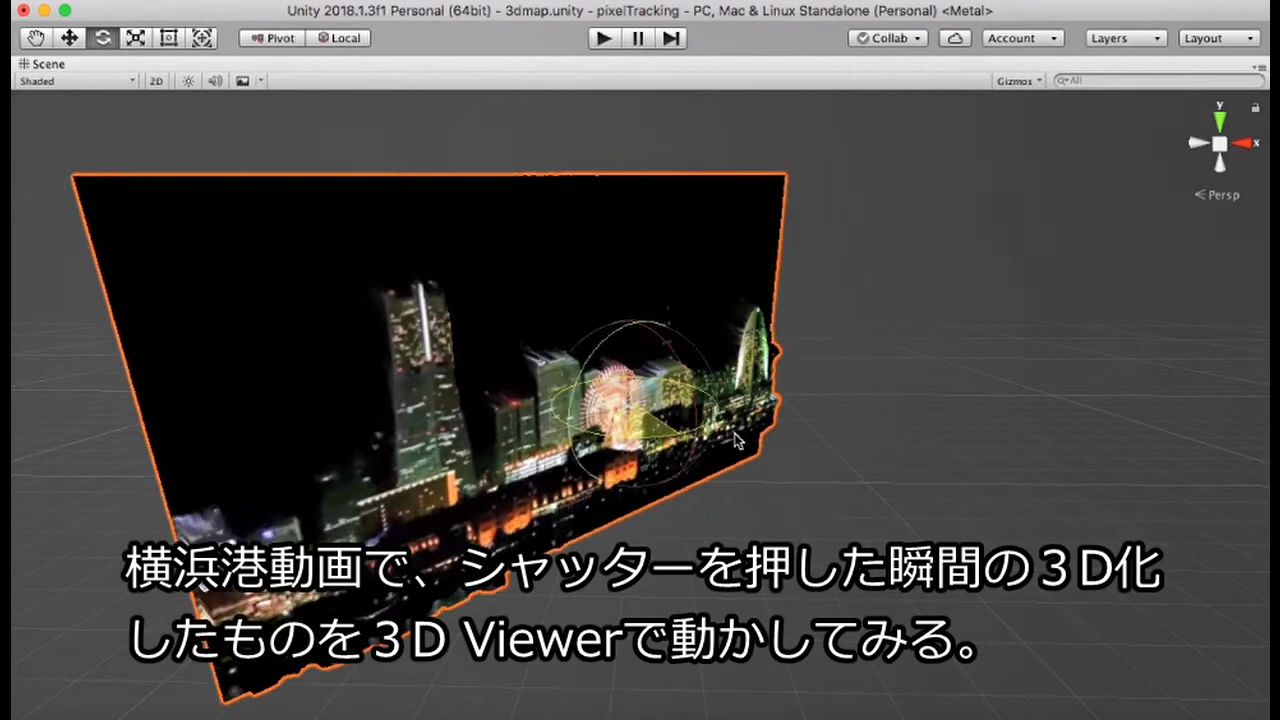 Unity 2018.1.3f1 Personal (64bit) - 3dmap.unity - pixelTracking - PC, Mac & Linux Standalone (Personal) <Metal>
Pivot Local Collab Account Layers Layout
Scene
Shaded 2D Gizmos All
y
x
Persp
横浜港動画で、シャッターを押した瞬間の３D化
したものを３D Viewerで動かしてみる。